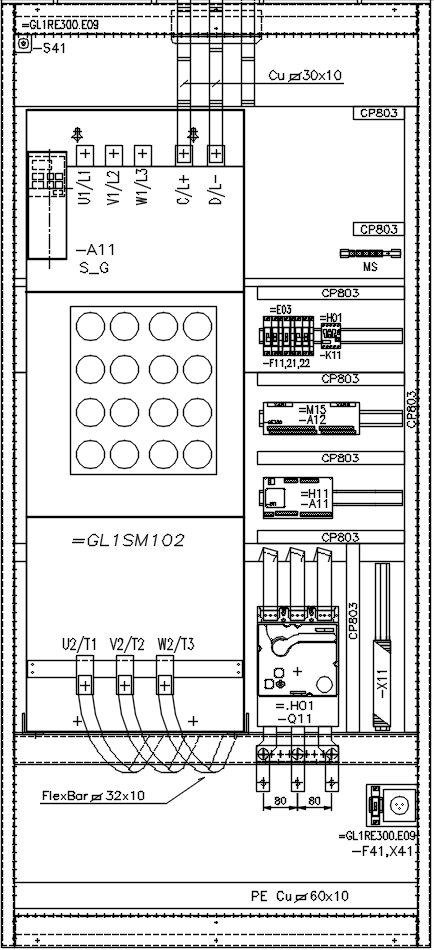 =GL1RE300.E09
-S41
Cu ▱30x10
CP803
U1/L1
V1/L2
W1/L3
C/L+
D/L-
CP803
-A11
S_G
MS
CP803
=E03
=H01
-F11,21,22
-K11
CP803
=M15
-A12
CP803
CP803
=H11
-A11
CP803
=GL1SM102
CP803
U2/T1
V2/T2
W2/T3
-X11
=.H01
-Q11
FlexBar ▱ 32x10
80
80
=GL1RE300.E09
-F41,X41
PE Cu▱60x10